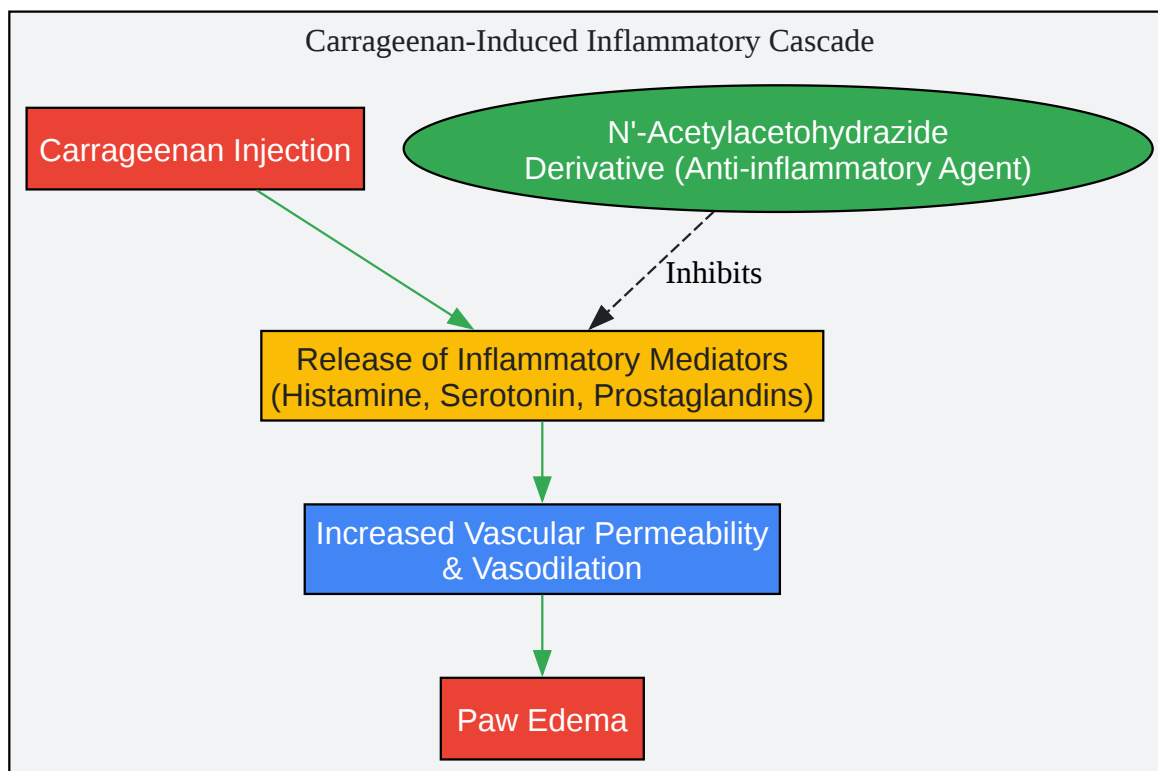 Carrageenan-Induced Inflammatory Cascade
Carrageenan Injection
N'-Acetylacetohydrazide
Derivative (Anti-inflammatory Agent)
Inhibits
Release of Inflammatory Mediators
(Histamine, Serotonin, Prostaglandins)
Increased Vascular Permeability
& Vasodilation
Paw Edema